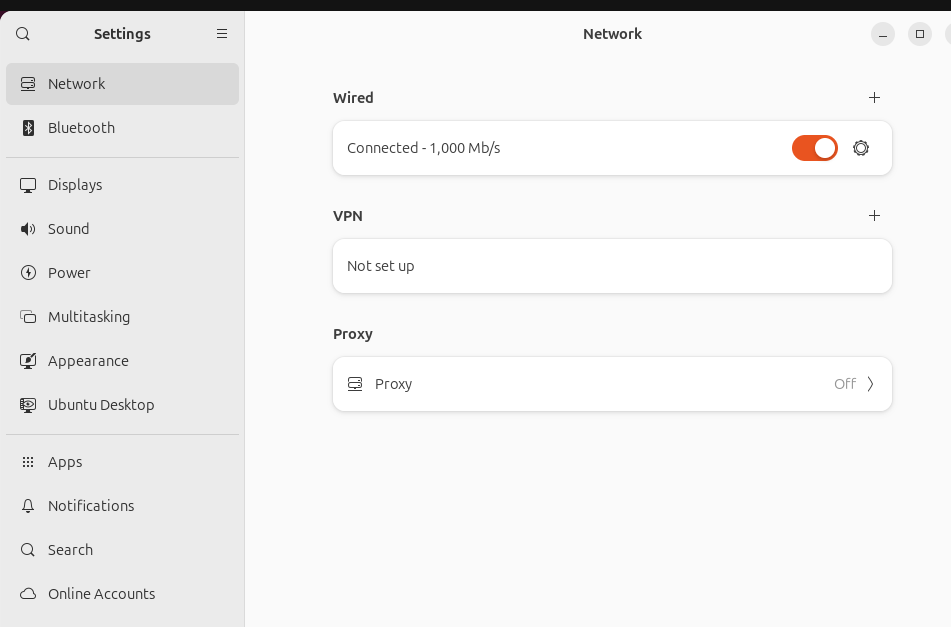 Settings
Network
Bluetooth
Displays
Sound
Power
Multitasking
Appearance
Ubuntu Desktop
Apps
Notifications
Search
Online Accounts
Network
Wired
Connected - 1,000 Mb/s
VPN
Not set up
Proxy
Proxy Off